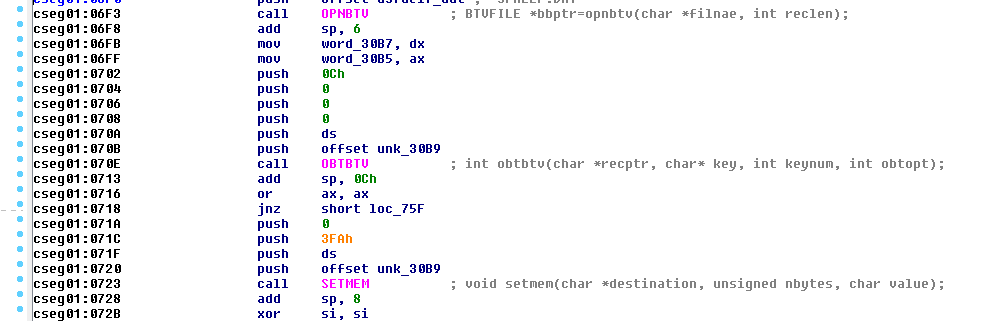 cseg01:06F3 call OPNBTV ; BTVFILE *bbptr=opnbtv(char *filnae, int reclen);
cseg01:06F8 add sp, 6
cseg01:06FB mov word_30B7, dx
cseg01:06FF mov word_30B5, ax
cseg01:0702 push 0Ch
cseg01:0704 push 0
cseg01:0706 push 0
cseg01:0708 push 0
cseg01:070A push ds
cseg01:070B push offset unk_30B9
cseg01:070E call OBTBTV ; int obtbtv(char *recptr, char* key, int keynum, int obtopt);
cseg01:0713 add sp, 0Ch
cseg01:0716 or ax, ax
cseg01:0718 jnz short loc_75F
cseg01:071A push 0
cseg01:071C push 3FAh
cseg01:071F push ds
cseg01:0720 push offset unk_30B9
cseg01:0723 call SETMEM ; void setmem(char *destination, unsigned nbytes, char value);
cseg01:0728 add sp, 8
cseg01:072B xor si, si